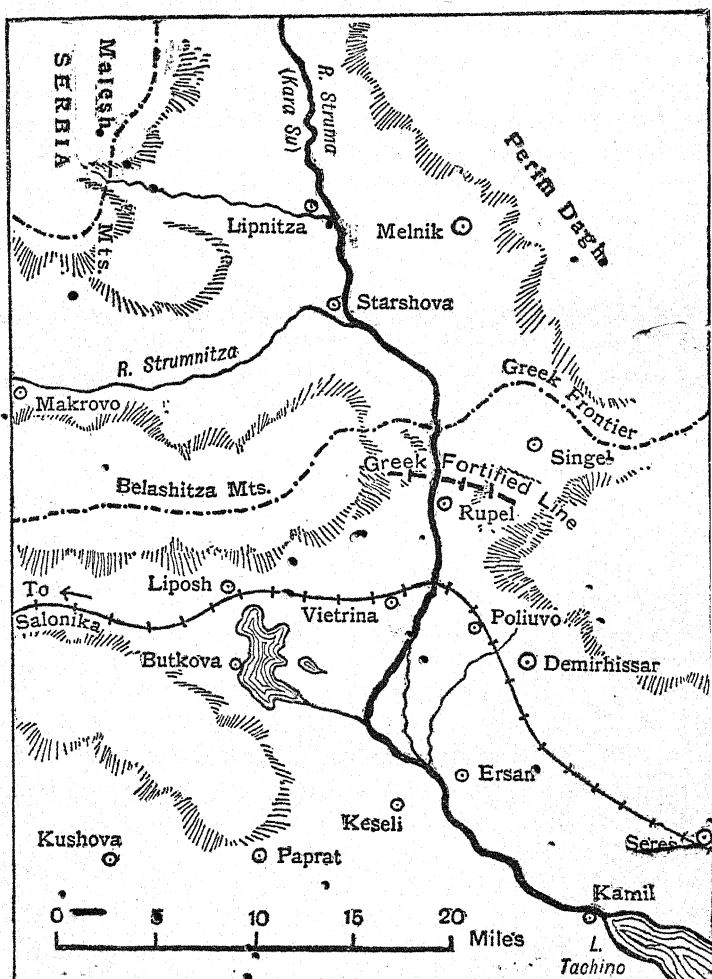 SERBIA
Malesh
Mts.
R. Struma
(Kara Su)
Perim Dagh
Lipnitza
Melnik
Starshova
R. Strumnitza
Makrovo
Greek Frontier
Singel
Greek Fortified Line
Belashitza Mts.
Rupel
To
Salonika
Liposh
Vietrina
Poliuvo
Butkova
Demirhissar
Ersan
Keseli
Kushova
Paprat
Seres
Kamil
0 5 10 15 20
Miles
L.
Tachino